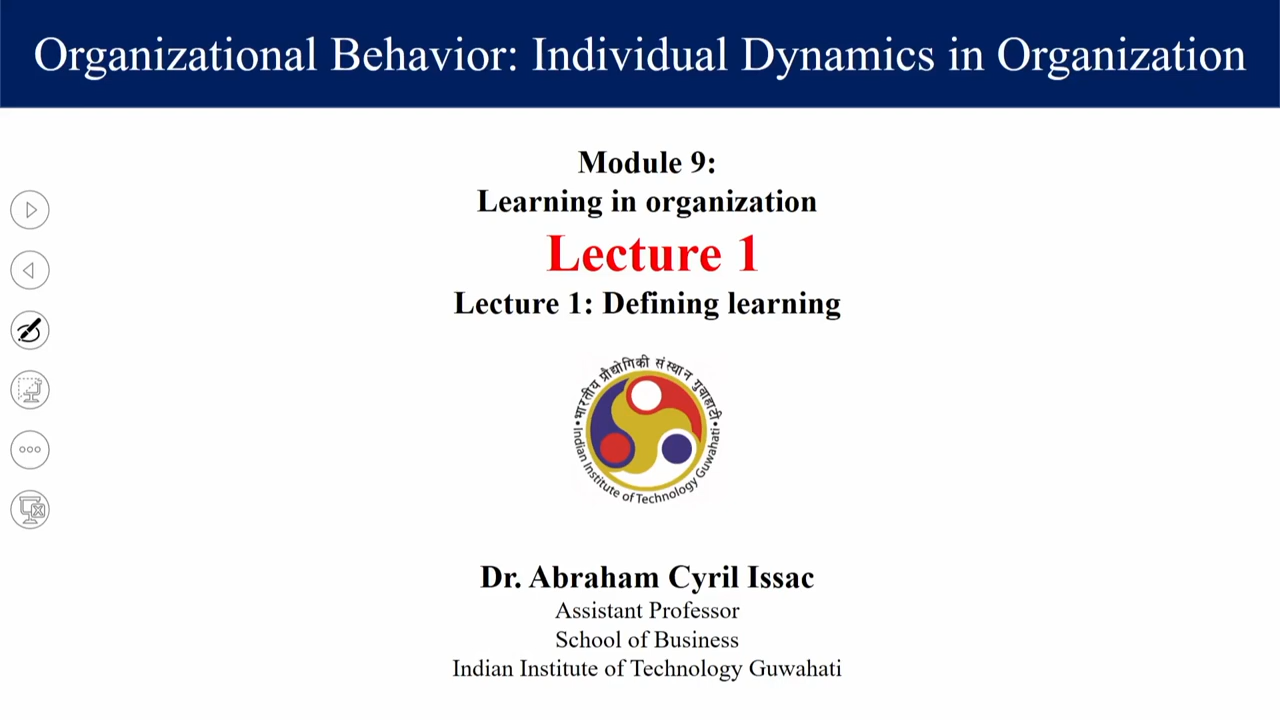 Organizational Behavior: Individual Dynamics in Organization
Module 9:
Learning in organization
Lecture 1
Lecture 1: Defining learning
भारतीय प्रौद्योगिकी संस्थान गुवाहाटी
Indian Institute of Technology Guwahati
Dr. Abraham Cyril Issac
Assistant Professor
School of Business
Indian Institute of Technology Guwahati